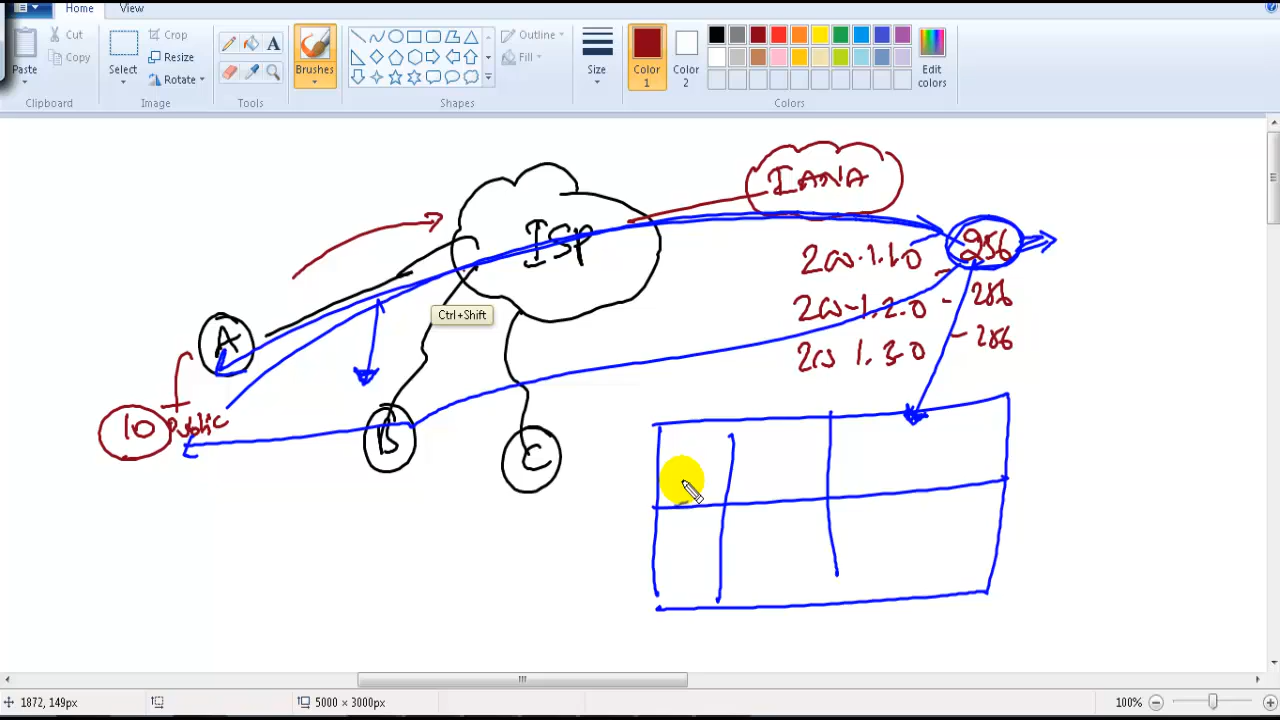 Home View
Paste
Cut
Copy
Clipboard
Select
Crop
Resize
Rotate
Image
A
Tools
Brushes
Outline
Fill
Shapes
Size
Color 1
Color 2
Edit colors
Colors
IANA
ISP
256
200.1.1.0
200.1.2.0 - 256
200 1.3.0 - 256
Ctrl+Shift
A
10 Public
B
C
1872, 149px
5000 × 3000px
100%